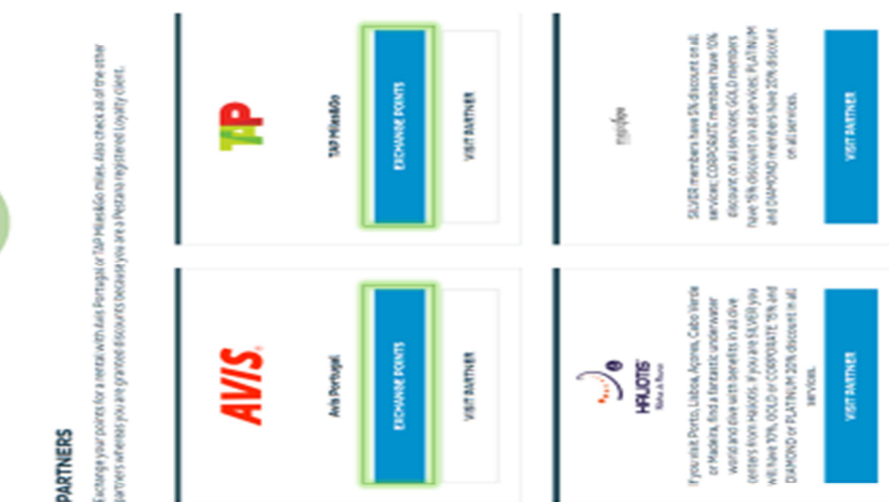 PARTNERS
Exchange your points for a rental with Avis Portugal or TAP Miles&Go miles. Also check all of the other
partners whereas you are granted discounts because you are a Pestana registered Loyalty client.
AVIS
Avis Portugal
EXCHANGE POINTS
VISIT PARTNER
TAP
TAP Miles&Go
EXCHANGE POINTS
VISIT PARTNER
HALIOTIS
If you visit Porto, Lisboa, Açores, Cabo Verde
or Madeira, find a fantastic underwater
world and dive with benefits in all dive
centers from Haliotis. If you are SILVER you
will have 10%, GOLD or CORPORATE 15% and
DIAMOND or PLATINUM 20% discount in all
services.
VISIT PARTNER
SILVER members have 5% discount on all
services; CORPORATE members have 10%
discount on all services; GOLD members
have 15% discount on all services; PLATINUM
and DIAMOND members have 20% discount
on all services.
VISIT PARTNER